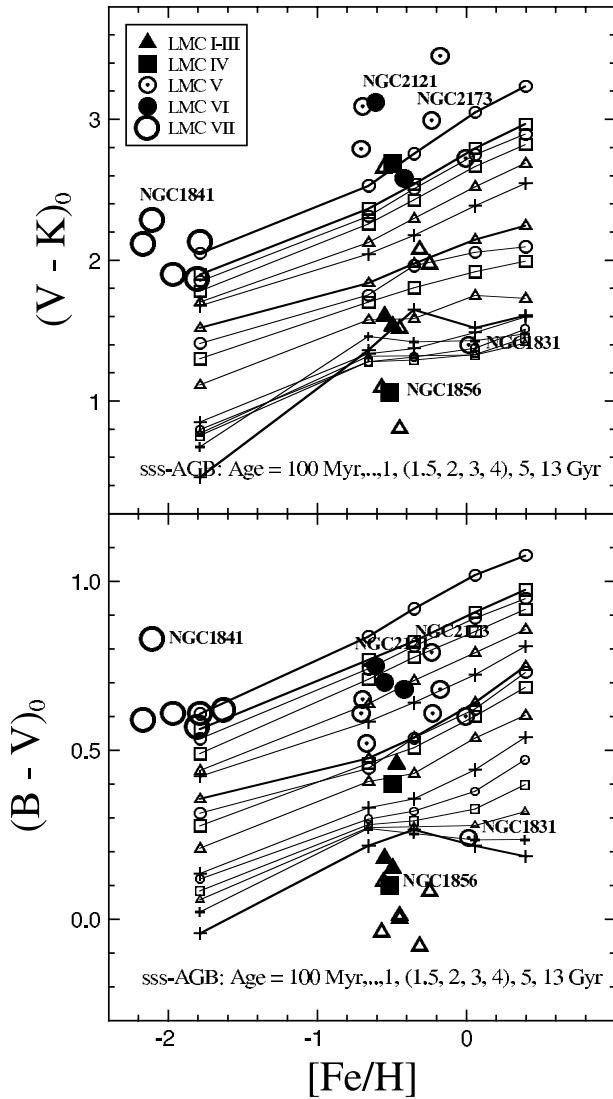 LMC I-III
LMC IV
LMC V
LMC VI
LMC VII
NGC2121
NGC2173
NGC1841
NGC1831
NGC1856
sss-AGB: Age = 100 Myr,..,1, (1.5, 2, 3, 4), 5, 13 Gyr
3
2
1
(V - K)0
NGC1841
NGC2121
NGC2173
NGC1831
NGC1856
sss-AGB: Age = 100 Myr,..,1, (1.5, 2, 3, 4), 5, 13 Gyr
1.0
0.5
0.0
(B - V)0
-2
-1
0
[Fe/H]